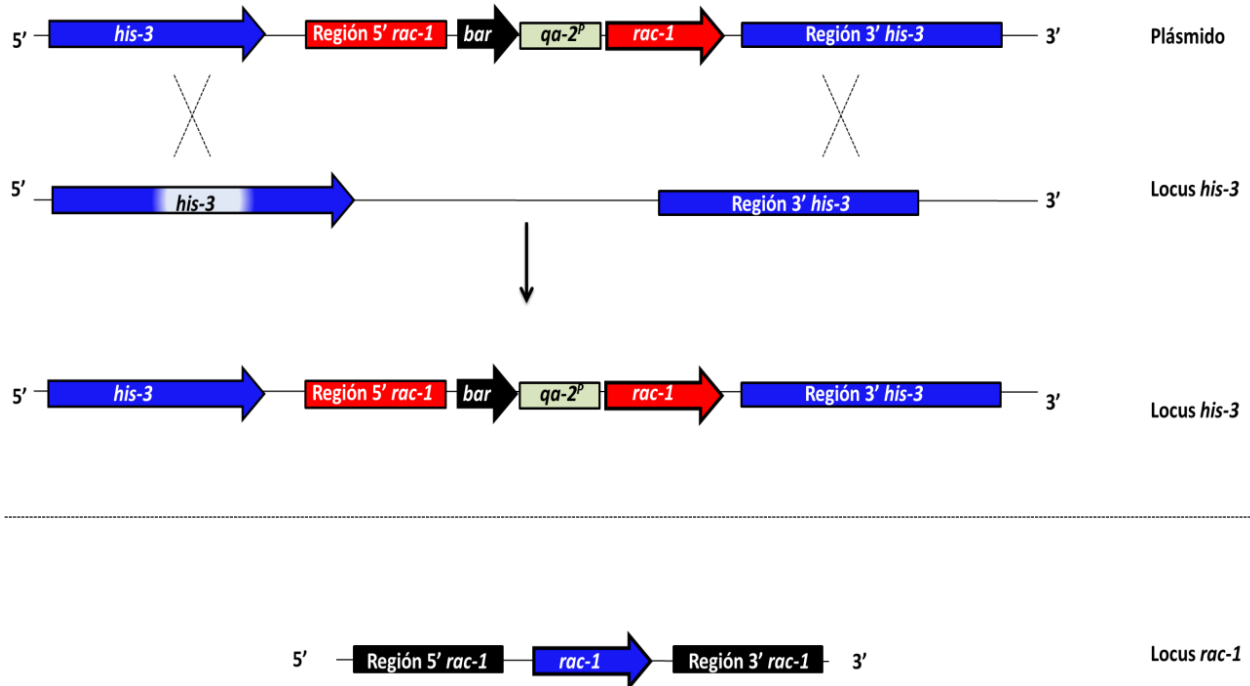 5' his-3 Región 5' rac-1 bar qa-2ᴾ rac-1 Región 3' his-3 3' Plásmido
5' his-3 Región 3' his-3 3' Locus his-3
5' his-3 Región 5' rac-1 bar qa-2ᴾ rac-1 Región 3' his-3 3' Locus his-3
5' Región 5' rac-1 rac-1 Región 3' rac-1 3' Locus rac-1